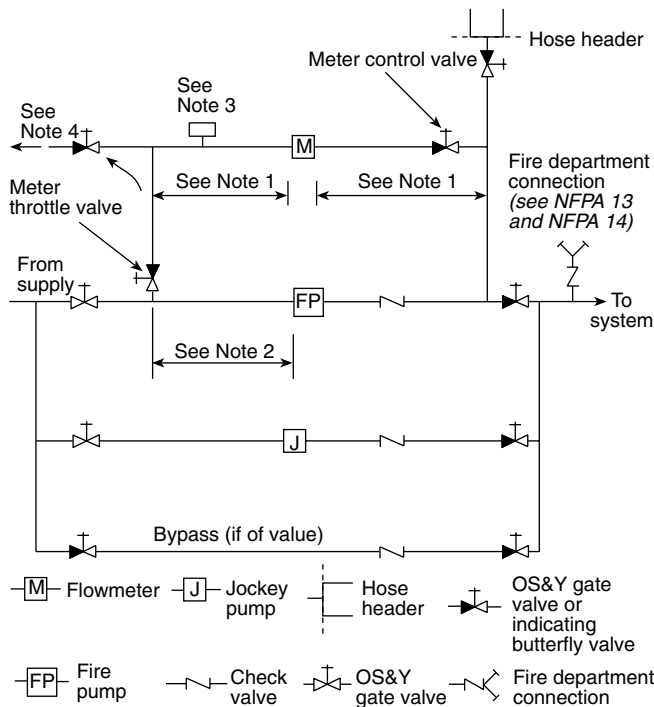 Hose header
Meter control valve
See
Note 3
See
Note 4
M
Fire department
connection
(see NFPA 13
and NFPA 14)
See Note 1
See Note 1
Meter
throttle valve
From
supply
FP
To
system
See Note 2
J
Bypass (if of value)
M Flowmeter
J Jockey
pump
Hose
header
OS&Y gate
valve or
indicating
butterfly valve
FP Fire
pump
Check
valve
OS&Y
gate valve
Fire department
connection